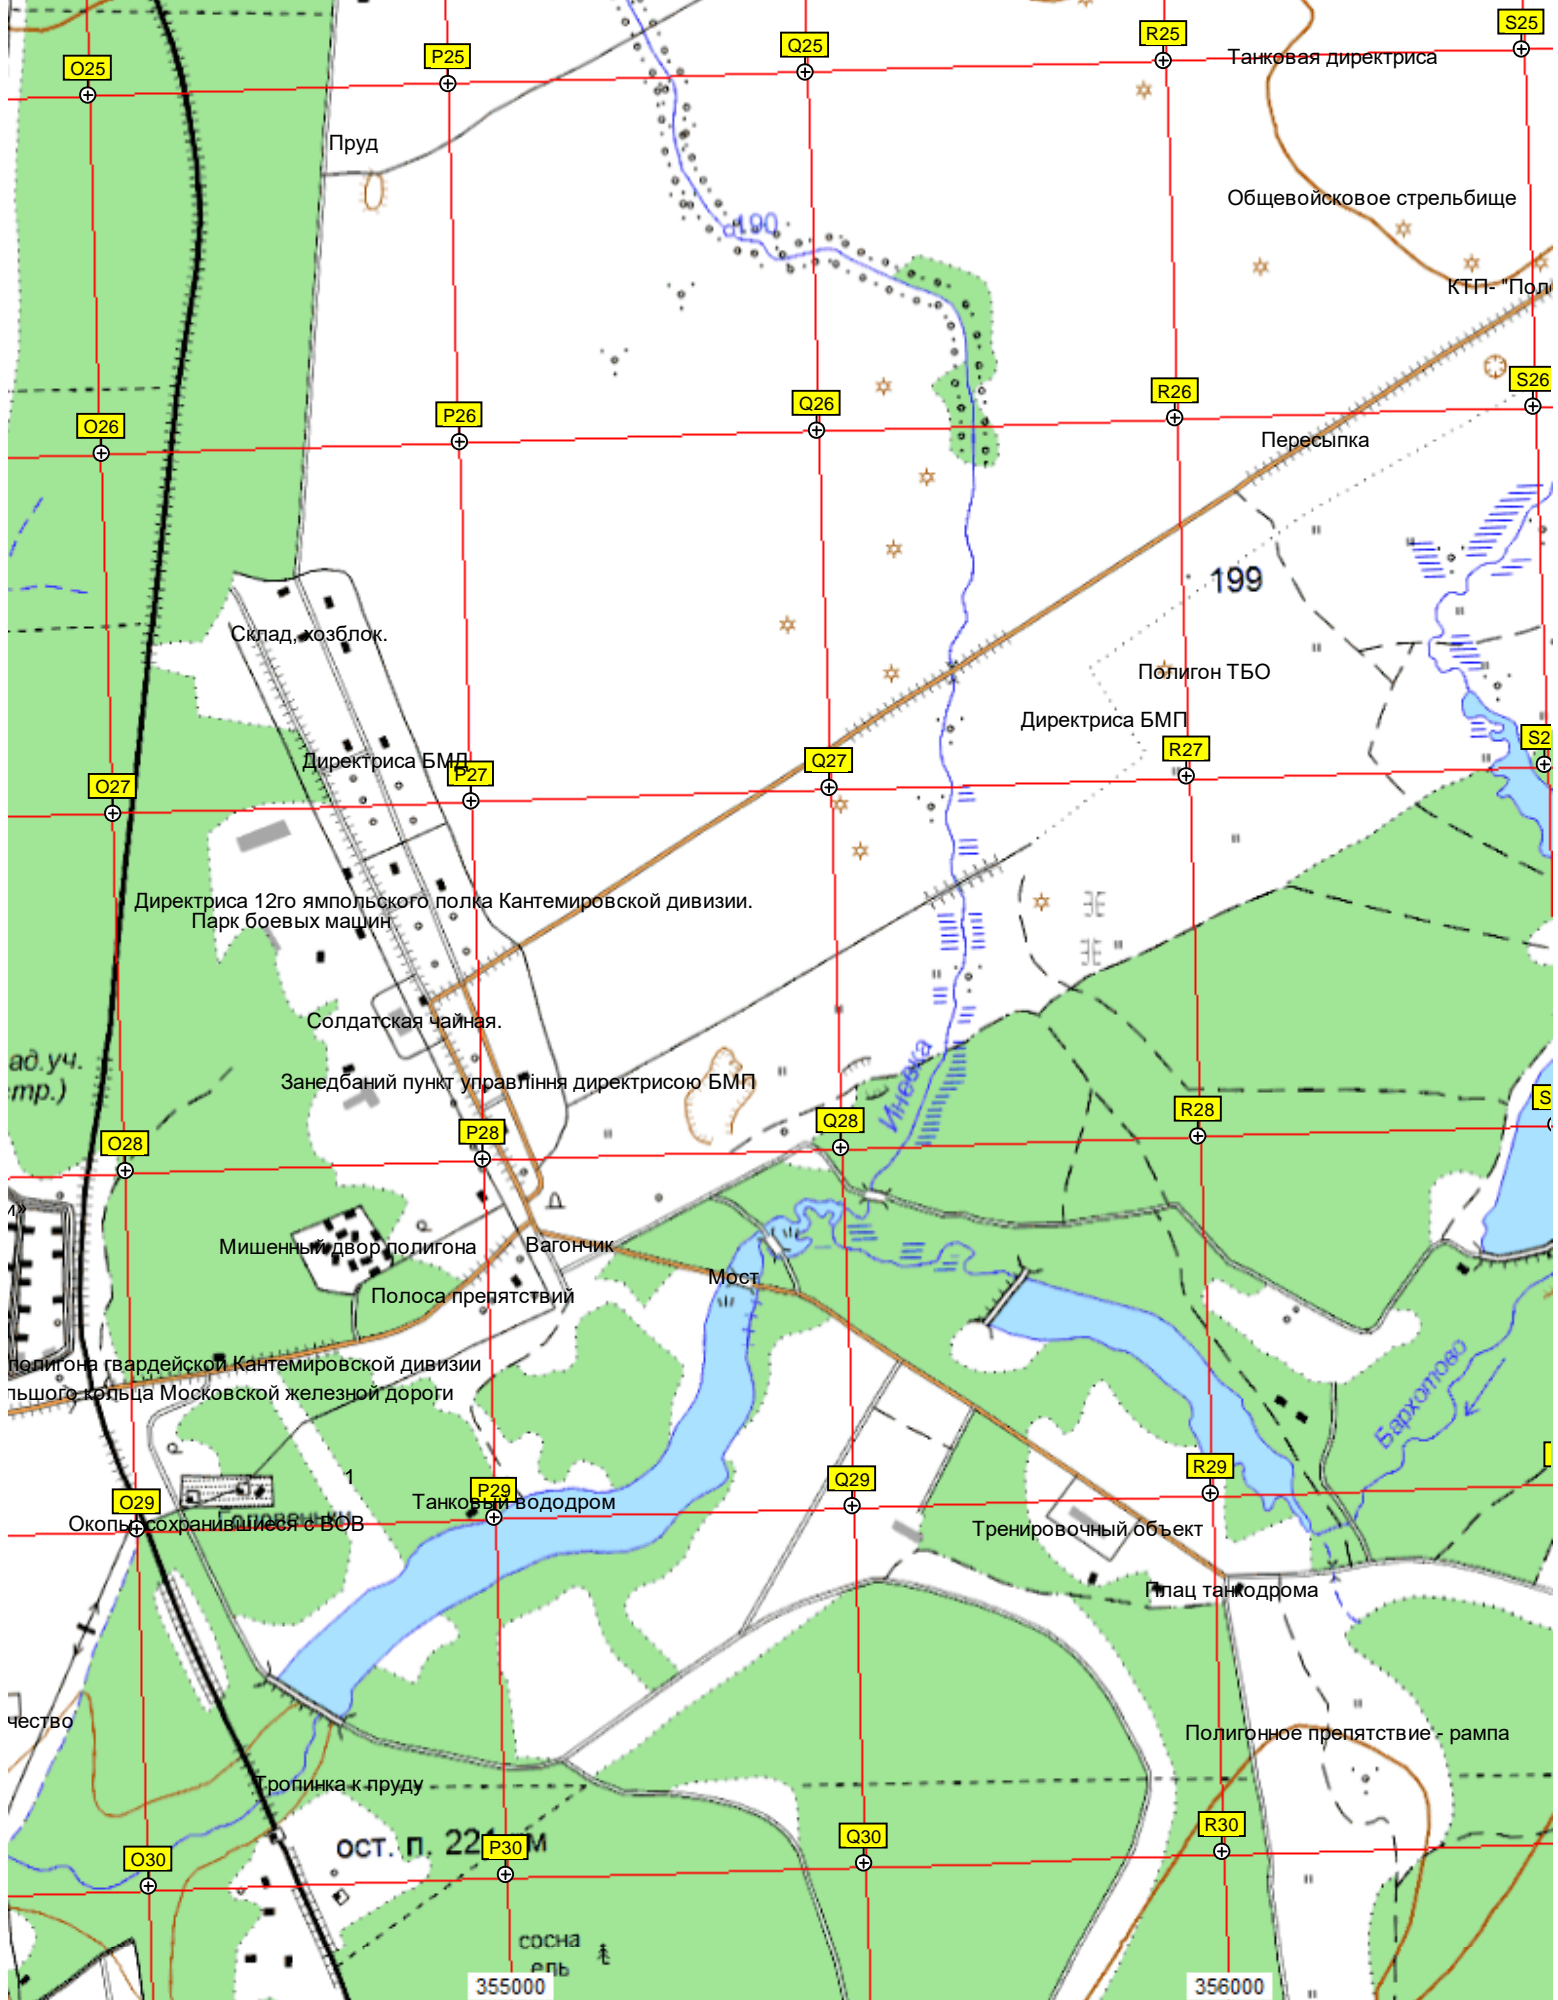 S25
R25
Q25
P25
O25
Танковая директриса
Пруд
Общевойсковое стрельбище
190
КТП- "Пол
S26
R26
Q26
P26
O26
Пересыпка
199
Склад, хозблок.
Полигон ТБО
Директриса БМП
R27
Q27
Директриса БМД
P27
O27
Директриса 12го ямпольского полка Кантемировской дивизии.
Парк боевых машин
Солдатская чайная.
ад.уч.
стр.)
Занедбаний пункт управління директрисою БМП
Иневка
R28
Q28
P28
O28
и»
Мишенный двор полигона
Вагончик
Мост
Полоса препятствий
полигона гвардейской Кантемировской дивизии
льшого кольца Московской железной дороги
Бархотово
1
R29
Q29
P29
O29
Танковый вододром
Окопы, сохранившиеся с ВОВ
Тренировочный объект
Плац танкодрома
чество
Полигонное препятствие - рампа
Тропинка к пруду
R30
Q30
P30
O30
ост. п.
сосна
ель
355000
356000